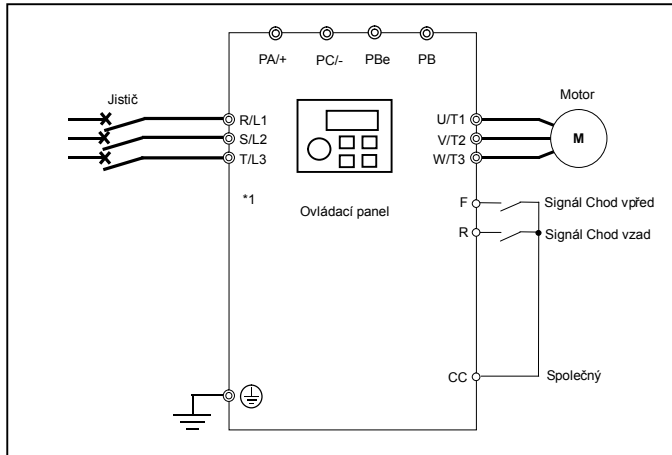 PA/+ PC/- PBe PB
Jistič
Motor
R/L1
S/L2
T/L3
U/T1
V/T2
W/T3
M
*1
Ovládací panel
F
Signál Chod vpřed
R
Signál Chod vzad
CC
Společný